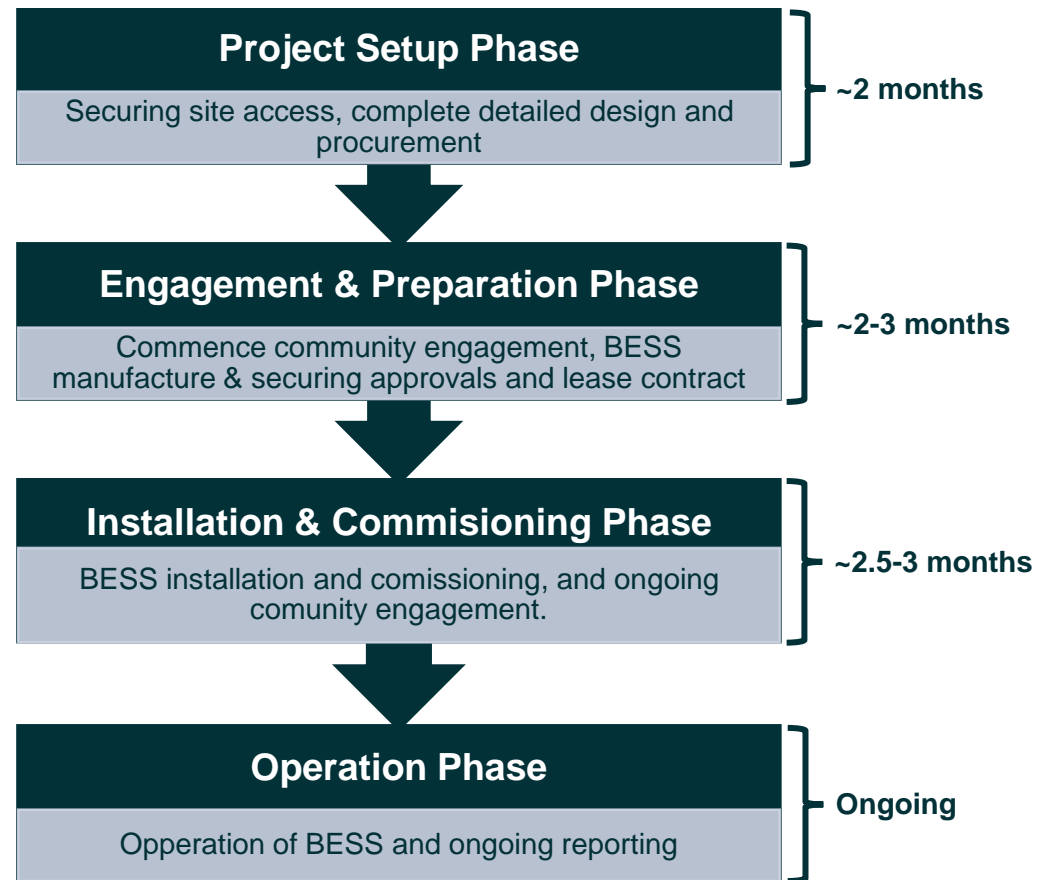 Project Setup Phase
~2 months
Securing site access, complete detailed design and
procurement
Engagement & Preparation Phase
~2-3 months
Commence community engagement, BESS
manufacture & securing approvals and lease contract
Installation & Commisioning Phase
~2.5-3 months
BESS installation and comissioning, and ongoing
comunity engagement.
Operation Phase
Ongoing
Opperation of BESS and ongoing reporting